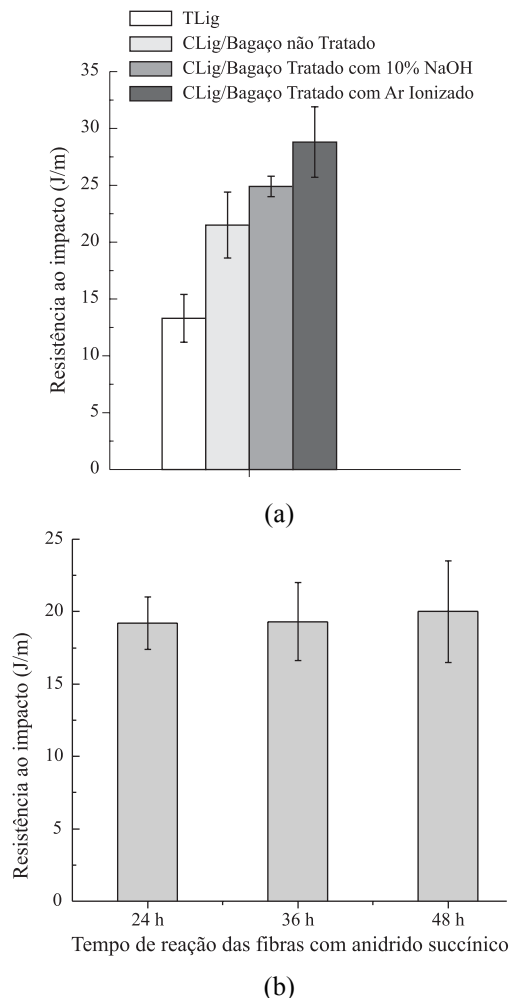 TLig
CLig/Bagaço não Tratado
CLig/Bagaço Tratado com 10% NaOH
CLig/Bagaço Tratado com Ar Ionizado
Resistência ao impacto (J/m)
35
30
25
20
15
10
5
0
(a)
Resistência ao impacto (J/m)
25
20
15
10
5
0
24 h 36 h 48 h
Tempo de reação das fibras com anidrido succínico
(b)